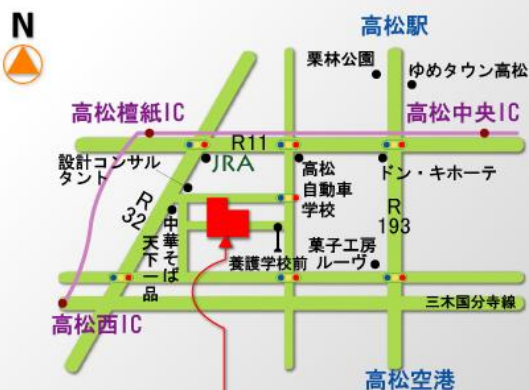 N
高松駅
栗林公園
ゆめタウン高松
高松檀紙IC
高松中央IC
R11
設計コンサル
タント
JRA
高松
自動車
学校
ドン・キホーテ
R
32
中華そば
天下一品
R
193
養護学校前
菓子工房
ルーヴ
高松西IC
三木国分寺線
高松空港